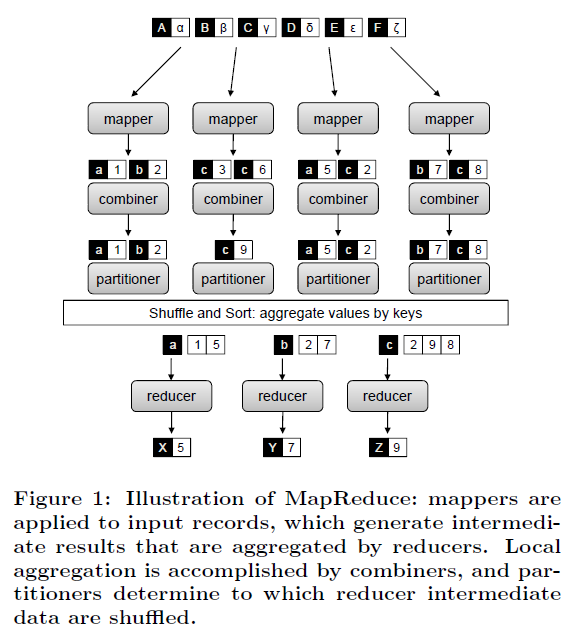 A α B β C γ D δ E ε F ζ
mapper mapper mapper mapper
a 1 b 2 c 3 c 6 a 5 c 2 b 7 c 8
combiner combiner combiner combiner
a 1 b 2 c 9 a 5 c 2 b 7 c 8
partitioner partitioner partitioner partitioner
Shuffle and Sort: aggregate values by keys
a 1 5 b 2 7 c 2 9 8
reducer reducer reducer
X 5 Y 7 Z 9
Figure 1: Illustration of MapReduce: mappers are
applied to input records, which generate intermedi-
ate results that are aggregated by reducers. Local
aggregation is accomplished by combiners, and par-
titioners determine to which reducer intermediate
data are shuffled.